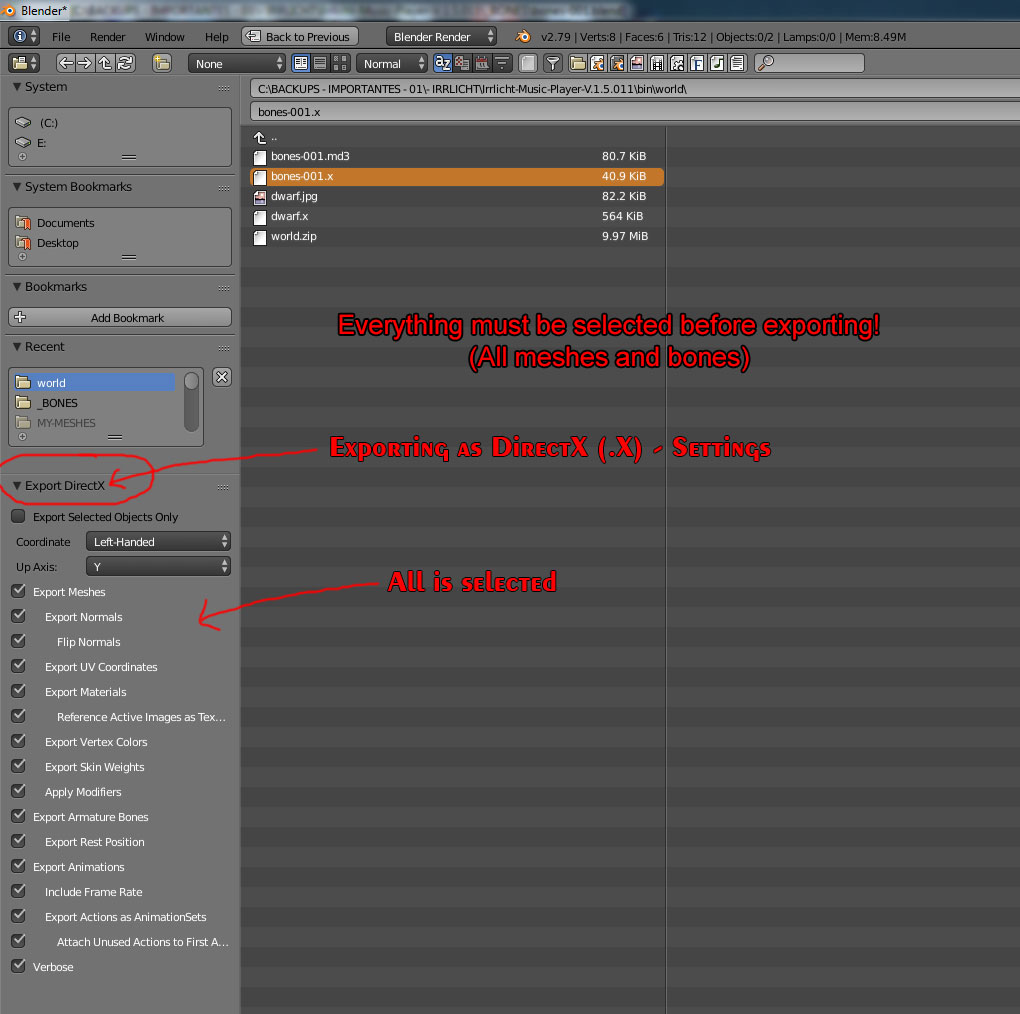 Blender*
File Render Window Help Back to Previous Blender Render v2.79 | Verts:8 | Faces:6 | Tris:12 | Objects:0/2 | Lamps:0/0 | Mem:8.49M
None Normal
System
(C:)
E:
System Bookmarks
Documents
Desktop
Bookmarks
Add Bookmark
Recent
world
_BONES
MY-MESHES
Export DirectX
Export Selected Objects Only
Coordinate Left-Handed
Up Axis: Y
Export Meshes
Export Normals
Flip Normals
Export UV Coordinates
Export Materials
Reference Active Images as Tex...
Export Vertex Colors
Export Skin Weights
Apply Modifiers
Export Armature Bones
Export Rest Position
Export Animations
Include Frame Rate
Export Actions as AnimationSets
Attach Unused Actions to First A...
Verbose
C:\BACKUPS - IMPORTANTES - 01\- IRRLICHT\Irrlicht-Music-Player-V.1.5.011\bin\world\
bones-001.x
..
bones-001.md3 80.7 KiB
bones-001.x 40.9 KiB
dwarf.jpg 82.2 KiB
dwarf.x 564 KiB
world.zip 9.97 MiB
Everything must be selected before exporting!
(All meshes and bones)
Exporting as DirectX (.X) - Settings
All is selected